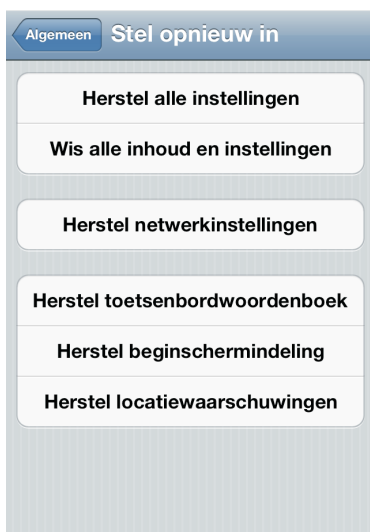 Algemeen Stel opnieuw in
Herstel alle instellingen
Wis alle inhoud en instellingen
Herstel netwerkinstellingen
Herstel toetsenbordwoordenboek
Herstel beginschermindeling
Herstel locatiewaarschuwingen